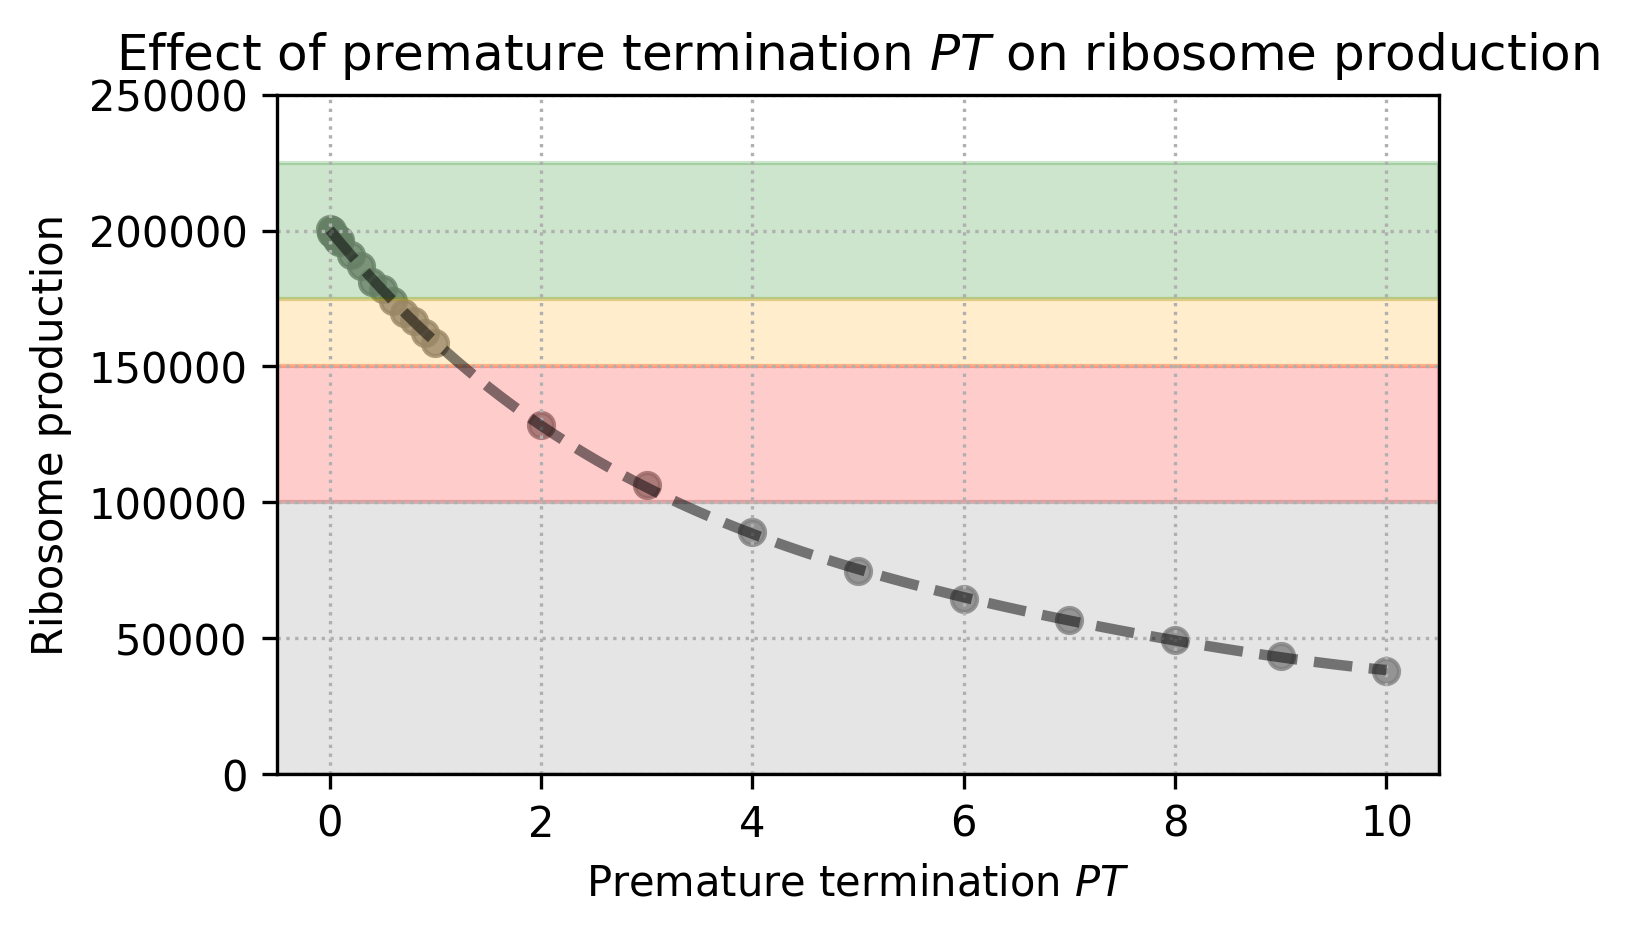 Effect of premature termination PT on ribosome production
250000
200000
150000
100000
50000
0
Ribosome production
0 2 4 6 8 10
Premature termination PT